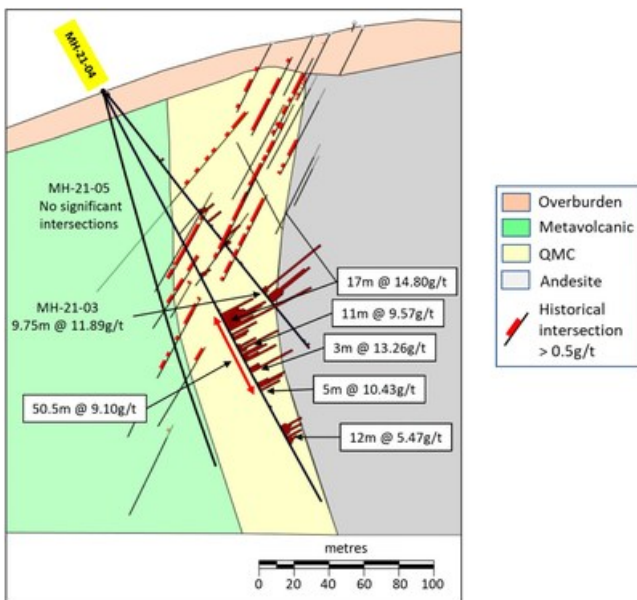 MH-21-04
MH-21-05
No significant
intersections
MH-21-03
9.75m @ 11.89g/t
17m @ 14.80g/t
11m @ 9.57g/t
3m @ 13.26g/t
5m @ 10.43g/t
50.5m @ 9.10g/t
12m @ 5.47g/t
metres
0 20 40 60 80 100
Overburden
Metavolcanic
QMC
Andesite
Historical
intersection
> 0.5g/t